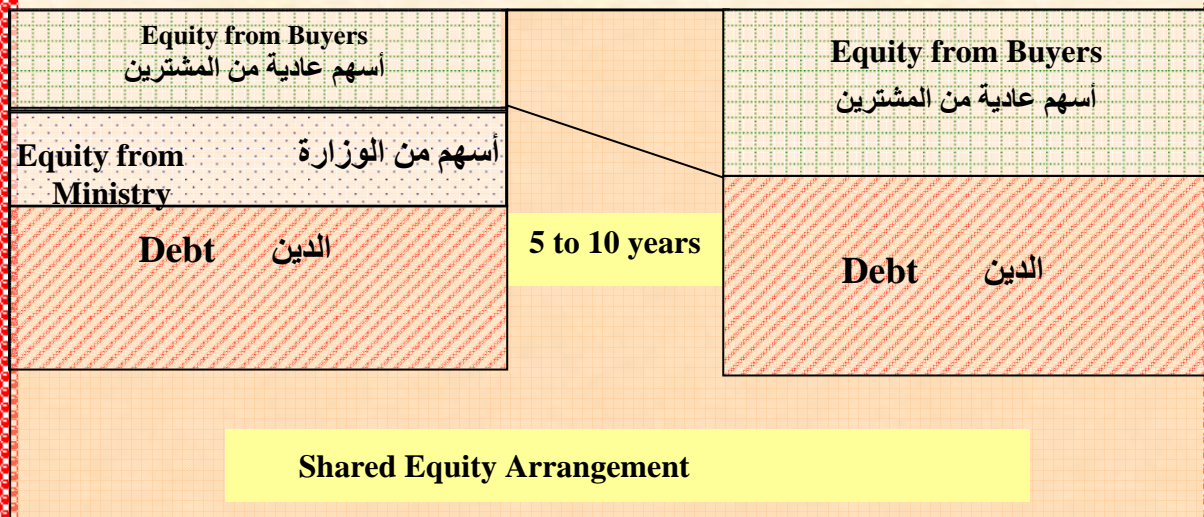 Equity from Buyers
أسهم عادية من المشترين
Equity from أسهم من الوزارة
Ministry
Debt الدين
5 to 10 years
Equity from Buyers
أسهم عادية من المشترين
Debt الدين
Shared Equity Arrangement